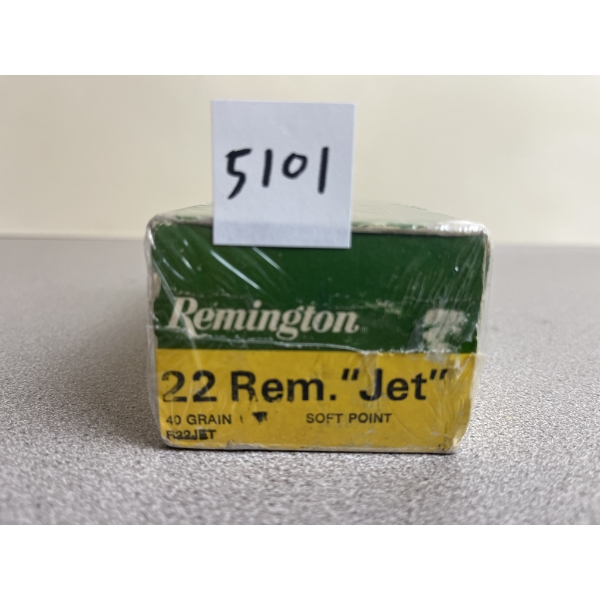 5101
Remington
22 Rem. "Jet"
40 GRAIN SOFT POINT
R22JET